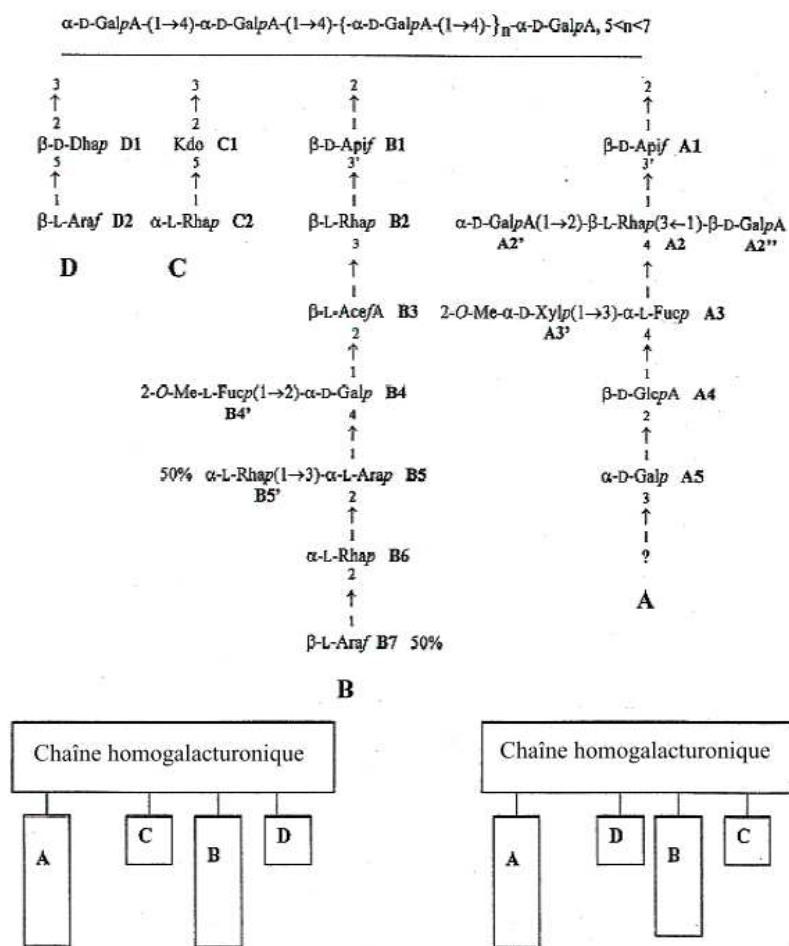 α-D-GalpA-(1→4)-α-D-GalpA-(1→4)-{-α-D-GalpA-(1→4)-}n-α-D-GalpA, 5<n<7
3 3 2 2
↑ ↑ ↑ ↑
2 2 1 1
β-D-Dhap D1 Kdo C1 β-D-Apif B1 β-D-Apif A1
5 5 3' 3'
↑ ↑ ↑ ↑
1 1 1 1
β-L-Araf D2 α-L-Rhap C2 β-L-Rhap B2 α-D-GalpA(1→2)-β-L-Rhap(3←1)-β-D-GalpA
A2' 4 A2 A2''
D C 3
↑ ↑
1 1
β-L-AcefA B3 2-O-Me-α-D-Xylp(1→3)-α-L-Fucp A3
2 A3' 4
↑ ↑
1 1
2-O-Me-L-Fucp(1→2)-α-D-Galp B4 β-D-GlcpA A4
B4' 4 2
↑ ↑
1 1
50% α-L-Rhap(1→3)-α-L-Arap B5 α-D-Galp A5
B5' 2 3
↑ ↑
1 1
α-L-Rhap B6 ?
2
↑ A
1
β-L-Araf B7 50%
B
Chaîne homogalacturonique Chaîne homogalacturonique
A C B D A D B C